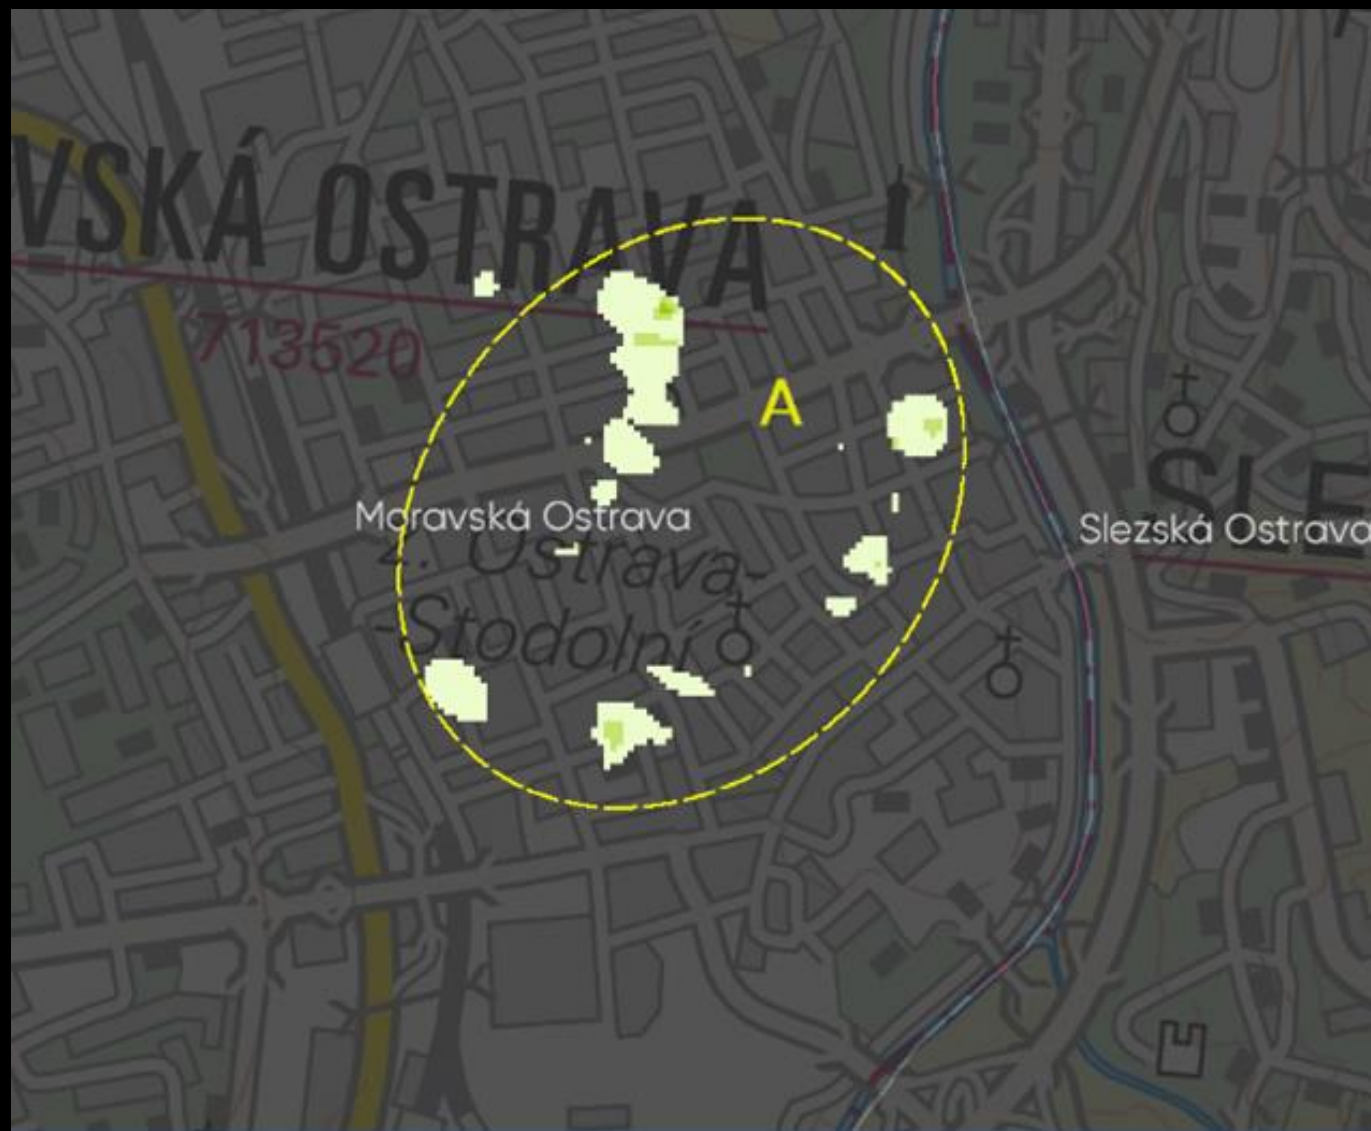 VSKÁ OSTRAVA
713520
A
Moravská Ostrava
2. Ostrava-
-Stodolní
Slezská Ostrava
SLE